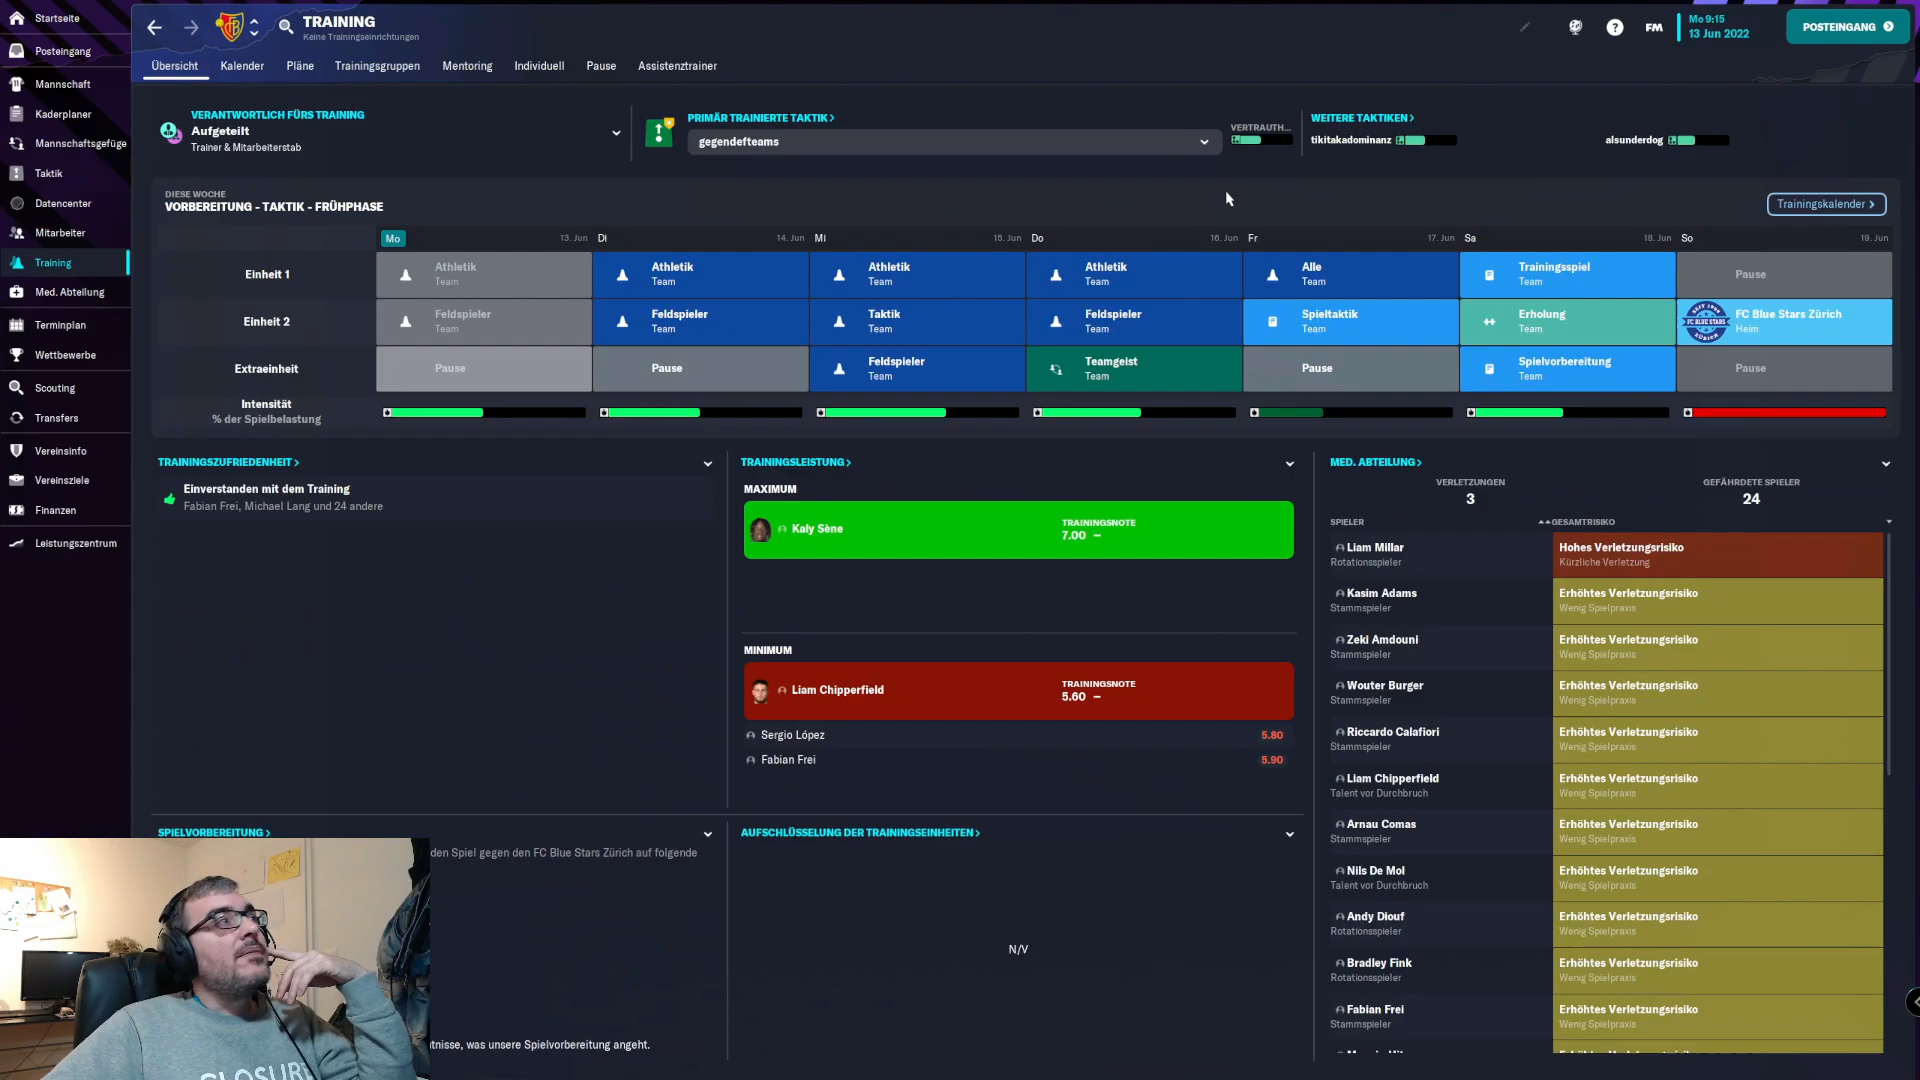 Startseite
Posteingang
Mannschaft
Kaderplaner
Mannschaftsgefüge
Taktik
Datencenter
Mitarbeiter
Training
Med. Abteilung
Terminplan
Wettbewerbe
Scouting
Transfers
Vereinsinfo
Vereinsziele
Finanzen
Leistungszentrum
TRAINING
Keine Trainingseinrichtungen
FM
Mo 9:15
13 Jun 2022
POSTEINGANG
Übersicht Kalender Pläne Trainingsgruppen Mentoring Individuell Pause Assistenztrainer
VERANTWORTLICH FÜRS TRAINING
Aufgeteilt
Trainer & Mitarbeiterstab
PRIMÄR TRAINIERTE TAKTIK
gegendefteams
VERTRAUTH...
WEITERE TAKTIKEN
tikitakadominanz
alsunderdog
DIESE WOCHE
VORBEREITUNG - TAKTIK - FRÜHPHASE
Trainingskalender
Mo 13. Jun Di 14. Jun Mi 15. Jun Do 16. Jun Fr 17. Jun Sa 18. Jun So 19. Jun
Einheit 1 Athletik Athletik Athletik Athletik Alle Trainingsspiel Pause
Team Team Team Team Team Team
Einheit 2 Feldspieler Feldspieler Taktik Feldspieler Spieltaktik Erholung FC Blue Stars Zürich
Team Team Team Team Team Team Heim
Extraeinheit Pause Pause Feldspieler Teamgeist Pause Spielvorbereitung Pause
Team Team Team
Intensität
% der Spielbelastung
TRAININGSZUFRIEDENHEIT
Einverstanden mit dem Training
Fabian Frei, Michael Lang und 24 andere
TRAININGSLEISTUNG
MAXIMUM
Kaly Sène
TRAININGSNOTE
7.00 –
MINIMUM
Liam Chipperfield
TRAININGSNOTE
5.60 –
Sergio López 5.80
Fabian Frei 5.90
MED. ABTEILUNG
VERLETZUNGEN GEFÄHRDETE SPIELER
3 24
SPIELER GESAMTRISIKO
Liam Millar Hohes Verletzungsrisiko
Rotationsspieler Kürzliche Verletzung
Kasim Adams Erhöhtes Verletzungsrisiko
Stammspieler Wenig Spielpraxis
Zeki Amdouni Erhöhtes Verletzungsrisiko
Stammspieler Wenig Spielpraxis
Wouter Burger Erhöhtes Verletzungsrisiko
Stammspieler Wenig Spielpraxis
Riccardo Calafiori Erhöhtes Verletzungsrisiko
Stammspieler Wenig Spielpraxis
Liam Chipperfield Erhöhtes Verletzungsrisiko
Talent vor Durchbruch Wenig Spielpraxis
Arnau Comas Erhöhtes Verletzungsrisiko
Stammspieler Wenig Spielpraxis
Nils De Mol Erhöhtes Verletzungsrisiko
Talent vor Durchbruch Wenig Spielpraxis
Andy Diouf Erhöhtes Verletzungsrisiko
Rotationsspieler Wenig Spielpraxis
Bradley Fink Erhöhtes Verletzungsrisiko
Rotationsspieler Wenig Spielpraxis
Fabian Frei Erhöhtes Verletzungsrisiko
Stammspieler Wenig Spielpraxis
SPIELVORBEREITUNG
den Spiel gegen den FC Blue Stars Zürich auf folgende
was unsere Spielvorbereitung angeht.
AUFSCHLÜSSELUNG DER TRAININGSEINHEITEN
N/V
CLOSURE